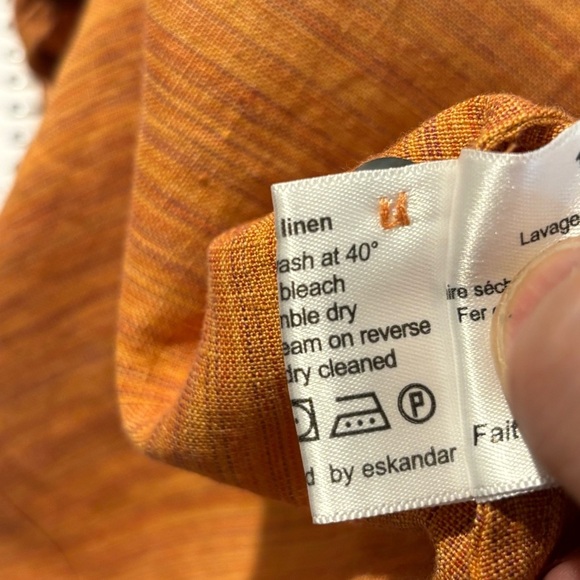 linen
ash at 40°
bleach
mble dry
eam on reverse
dry cleaned
P
d by eskandar
Lavage
ire séch
Fer
Fait